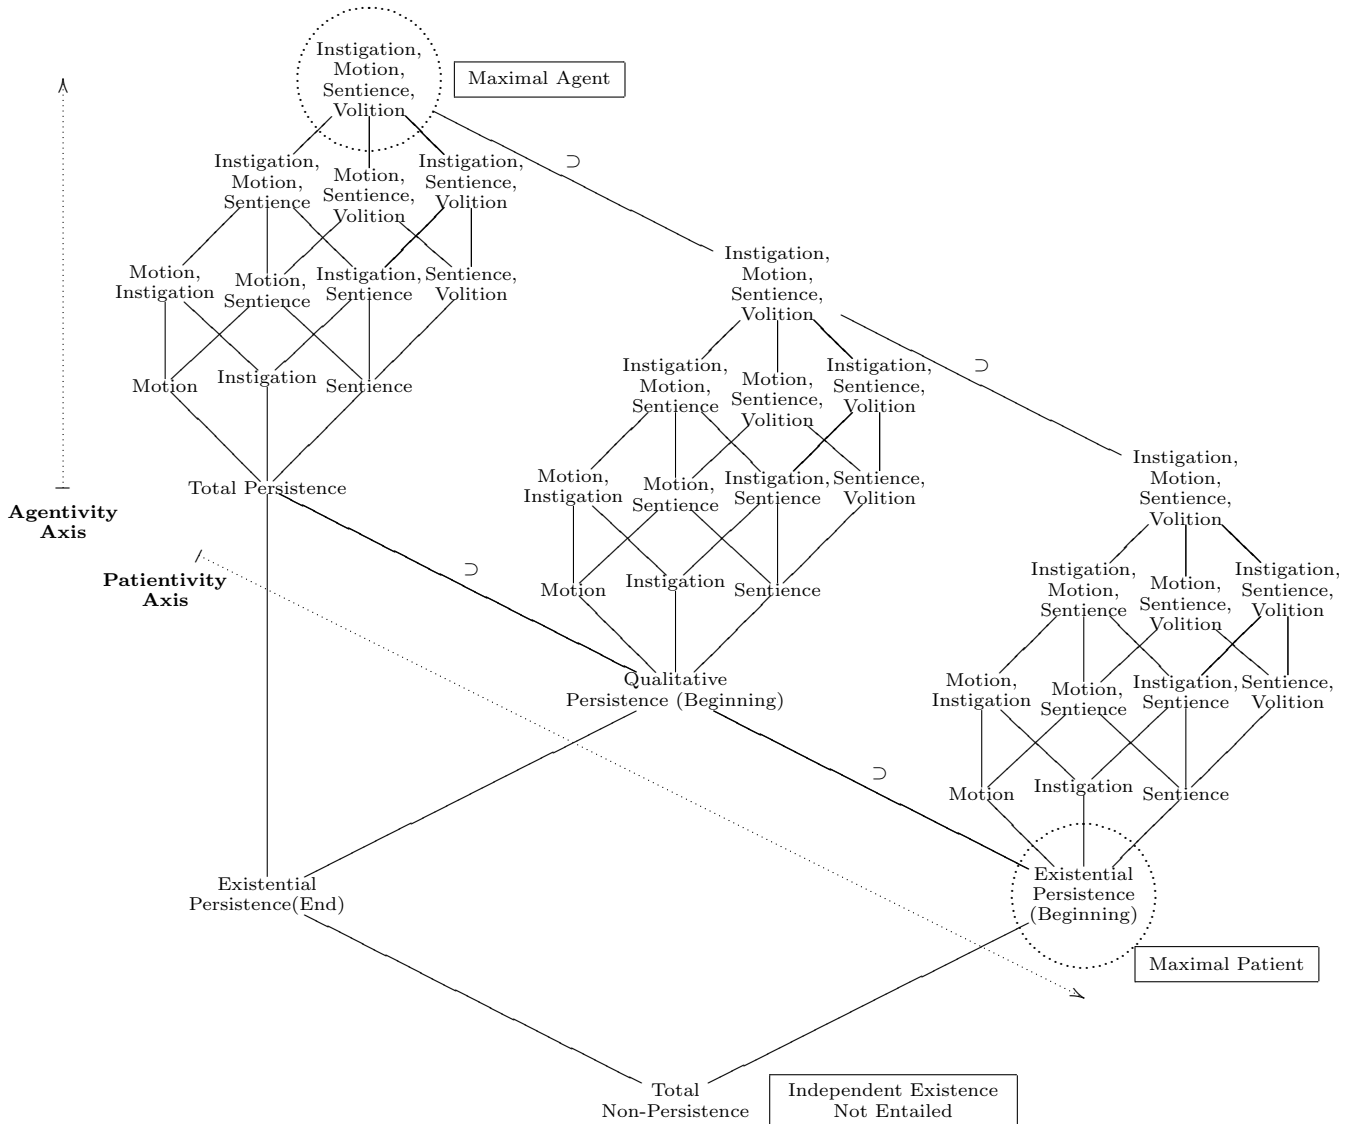 Instigation,
Motion,
Sentience,
Volition
Maximal Agent
Instigation,
Motion,
Sentience
Motion,
Sentience,
Volition
Instigation,
Sentience,
Volition
⊃
Motion,
Instigation
Motion,
Sentience
Instigation,
Sentience
Sentience,
Volition
Motion
Instigation
Sentience
Total Persistence
Agentivity
Axis
Patientivity
Axis
⊃
Instigation,
Motion,
Sentience,
Volition
⊃
Instigation,
Motion,
Sentience
Motion,
Sentience,
Volition
Instigation,
Sentience,
Volition
Motion,
Instigation
Motion,
Sentience
Instigation,
Sentience
Sentience,
Volition
Motion
Instigation
Sentience
Qualitative
Persistence (Beginning)
⊃
Instigation,
Motion,
Sentience,
Volition
Instigation,
Motion,
Sentience
Motion,
Sentience,
Volition
Instigation,
Sentience,
Volition
Motion,
Instigation
Motion,
Sentience
Instigation,
Sentience
Sentience,
Volition
Motion
Instigation
Sentience
Existential
Persistence
(Beginning)
Maximal Patient
Existential
Persistence(End)
Total
Non-Persistence
Independent Existence
Not Entailed